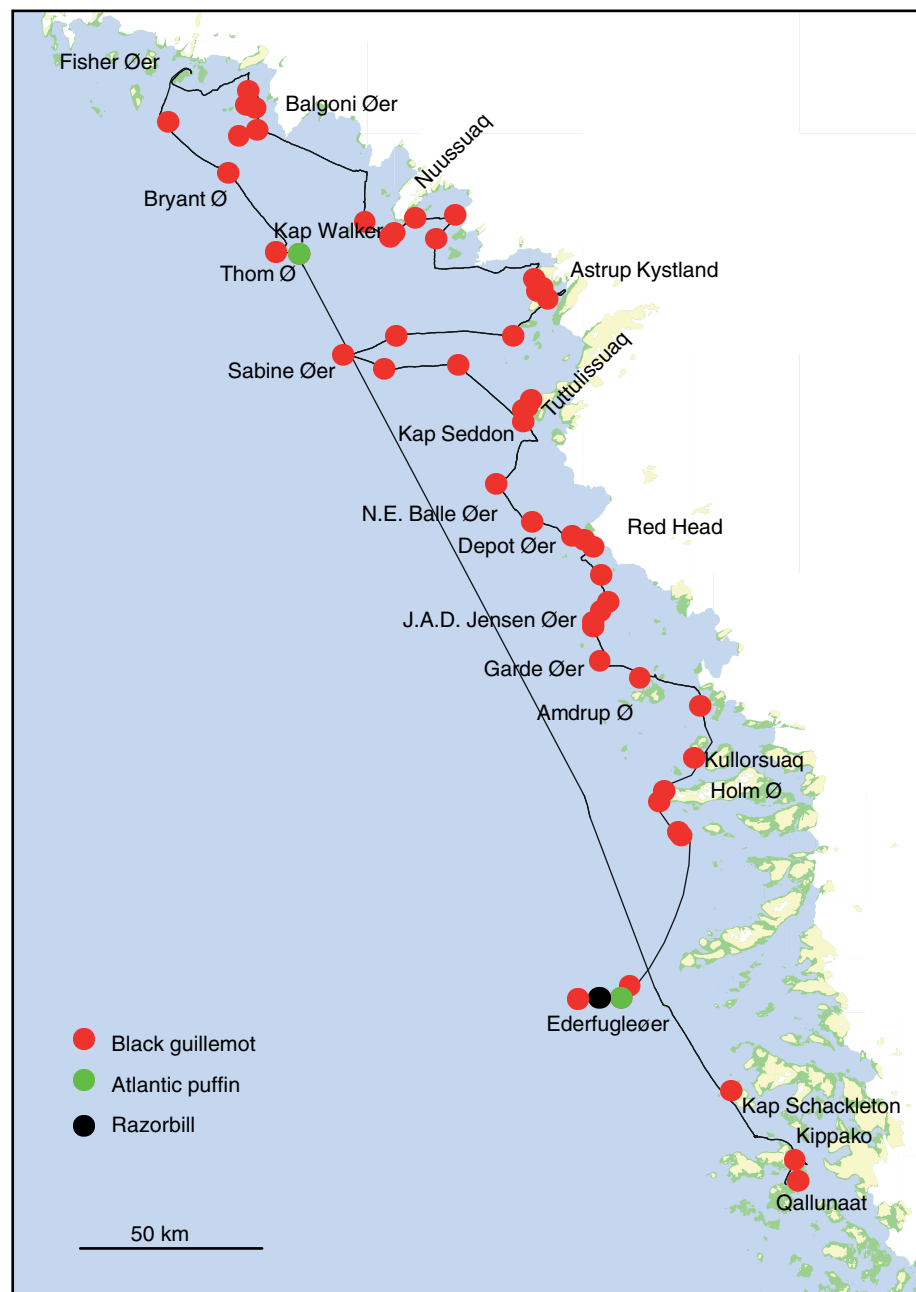 Fisher Øer
Balgoni Øer
Nuussuaq
Bryant Ø
Kap Walker
Thom Ø
Astrup Kystland
Sabine Øer
Tuttulissuaq
Kap Seddon
N.E. Balle Øer
Red Head
Depot Øer
J.A.D. Jensen Øer
Garde Øer
Amdrup Ø
Kullorsuaq
Holm Ø
Ederfugleøer
Black guillemot
Atlantic puffin
Razorbill
Kap Schackleton
Kippako
Qallunaat
50 km